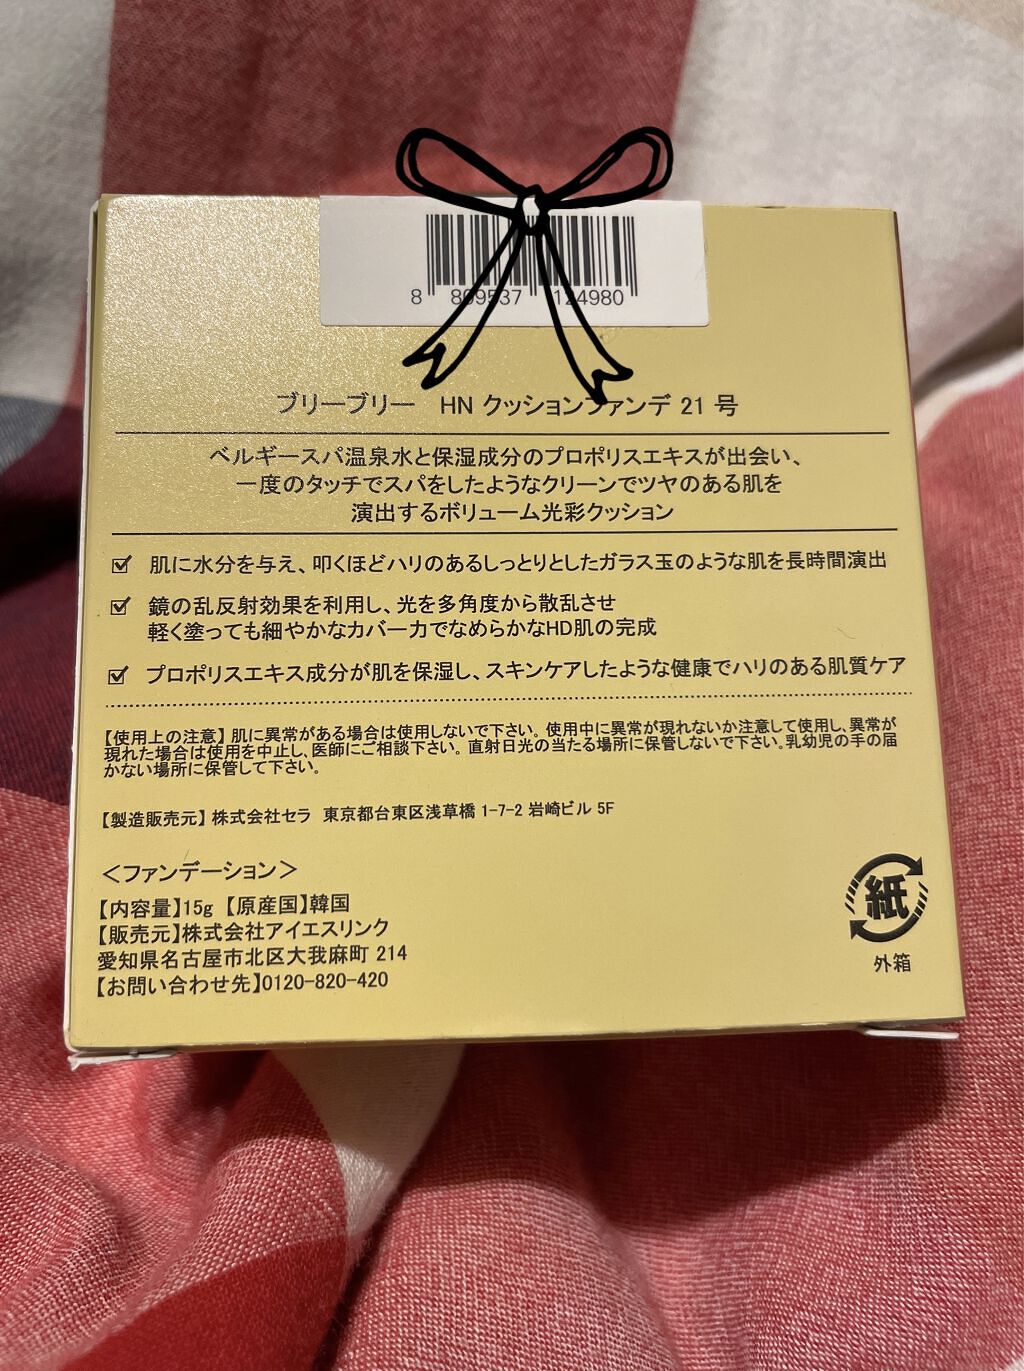 8 809537 124980
ブリーブリー HN クッションファンデ 21 号
ベルギースパ温泉水と保湿成分のプロポリスエキスが出会い、
一度のタッチでスパをしたようなクリーンでツヤのある肌を
演出するボリューム光彩クッション
☑ 肌に水分を与え、叩くほどハリのあるしっとりとしたガラス玉のような肌を長時間演出
☑ 鏡の乱反射効果を利用し、光を多角度から散乱させ
軽く塗っても細やかなカバー力でなめらかなHD肌の完成
☑ プロポリスエキス成分が肌を保湿し、スキンケアしたような健康でハリのある肌質ケア
【使用上の注意】 肌に異常がある場合は使用しないで下さい。 使用中に異常が現れないか注意して使用し、異常が
現れた場合は使用を中止し、医師にご相談下さい。 直射日光の当たる場所に保管しないで下さい。乳幼児の手の届
かない場所に保管して下さい。
【製造販売元】 株式会社セラ 東京都台東区浅草橋 1-7-2 岩崎ビル 5F
＜ファンデーション＞
【内容量】15g 【原産国】韓国
【販売元】株式会社アイエスリンク
愛知県名古屋市北区大我麻町 214
【お問い合わせ先】0120-820-420
紙
外箱